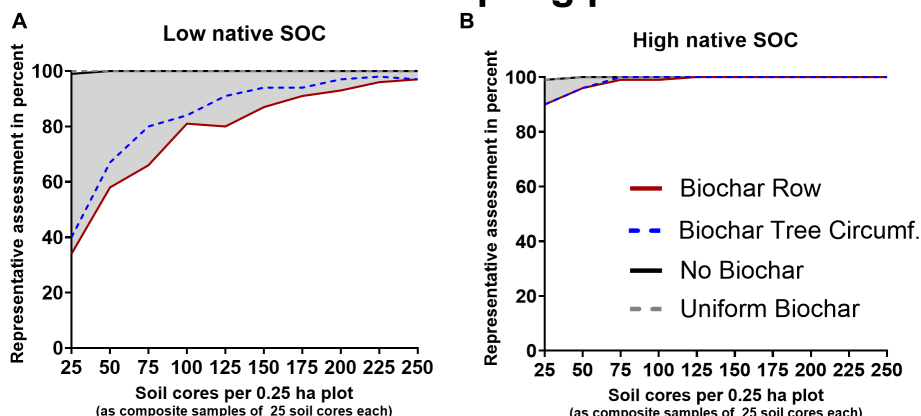 A
Low native SOC
Representative assessment in percent
100
80
60
40
20
0
25 50 75 100 125 150 175 200 225 250
Soil cores per 0.25 ha plot
(as composite samples of 25 soil cores each)
B
High native SOC
Representative assessment in percent
100
80
60
40
20
0
Biochar Row
Biochar Tree Circumf.
No Biochar
Uniform Biochar
25 50 75 100 125 150 175 200 225 250
Soil cores per 0.25 ha plot
(as composite samples of 25 soil cores each)